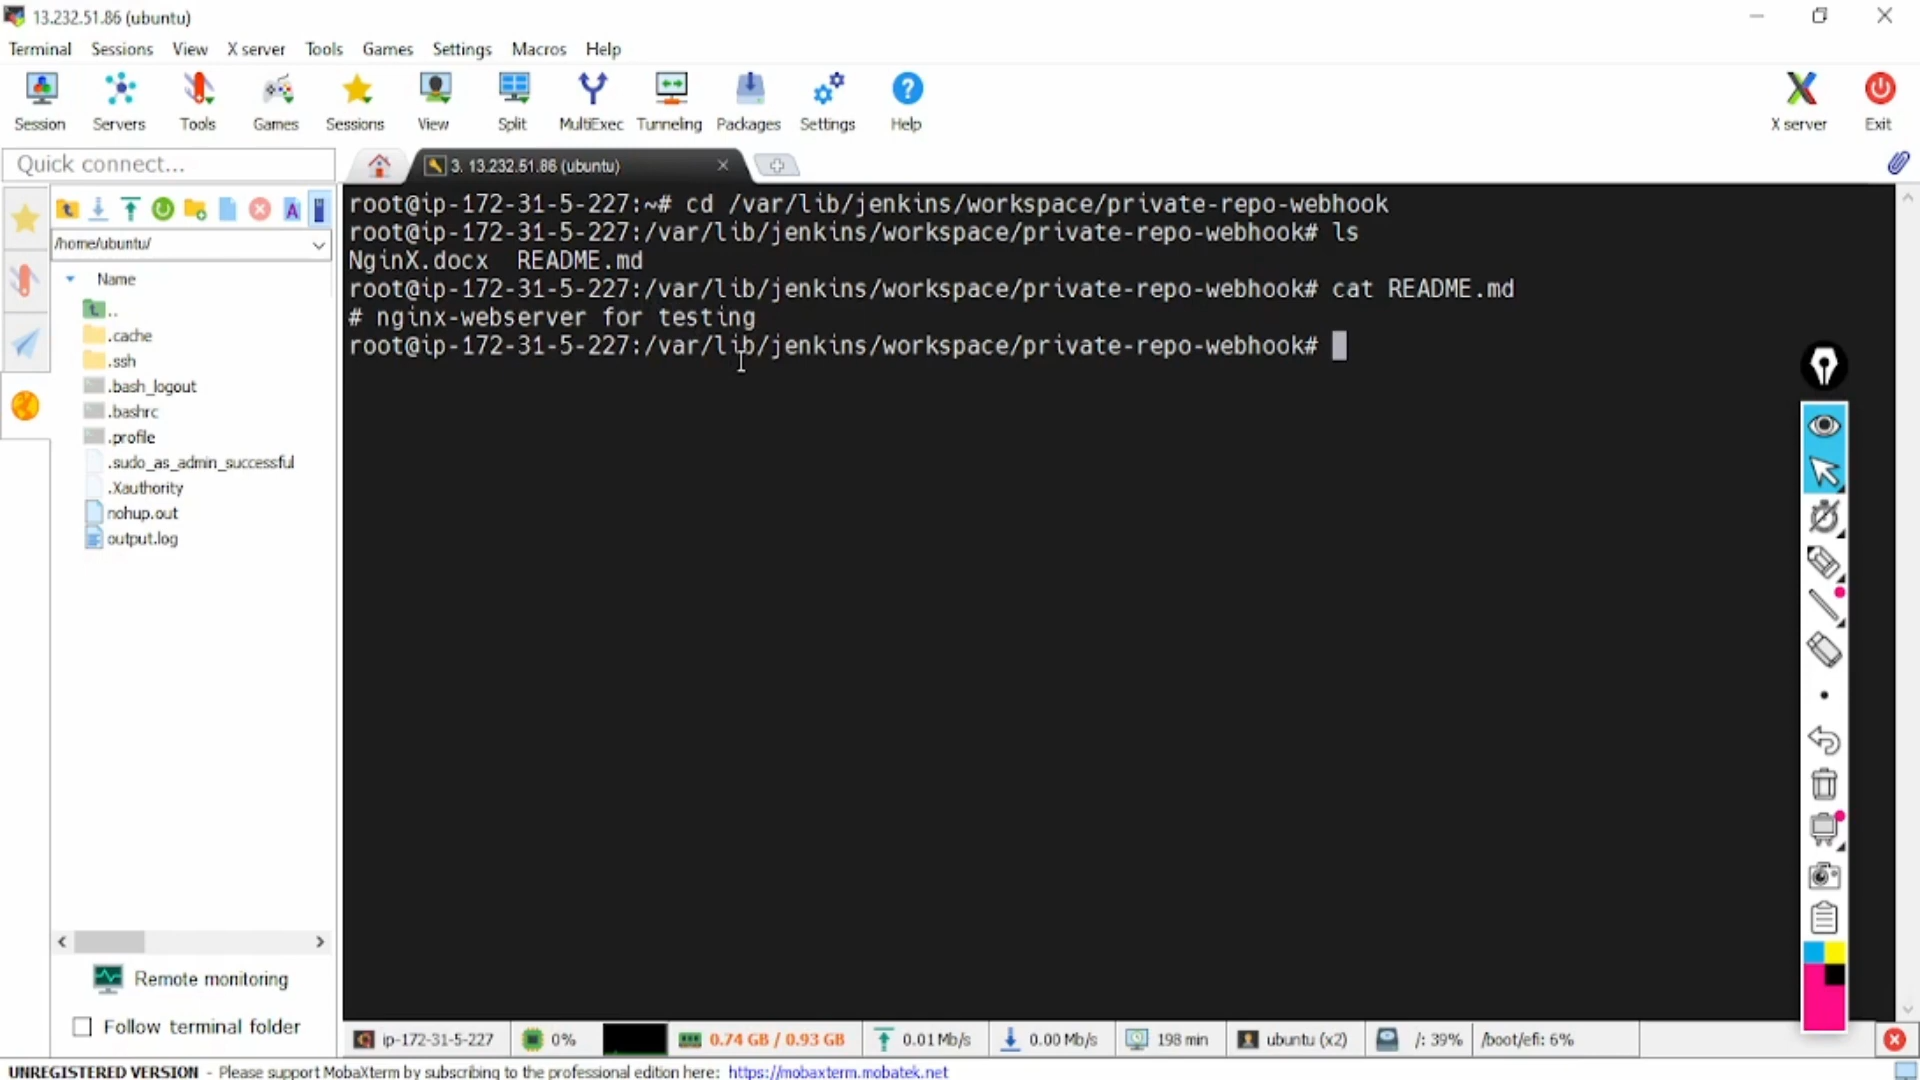 13.232.51.86 (ubuntu)
Terminal Sessions View X server Tools Games Settings Macros Help
Session Servers Tools Games Sessions View Split MultiExec Tunneling Packages Settings Help X server Exit
Quick connect...
3. 13.232.51.86 (ubuntu)
/home/ubuntu/
Name
..
.cache
.ssh
.bash_logout
.bashrc
.profile
.sudo_as_admin_successful
.Xauthority
nohup.out
output.log
Remote monitoring
Follow terminal folder
root@ip-172-31-5-227:~# cd /var/lib/jenkins/workspace/private-repo-webhook
root@ip-172-31-5-227:/var/lib/jenkins/workspace/private-repo-webhook# ls
NginX.docx  README.md
root@ip-172-31-5-227:/var/lib/jenkins/workspace/private-repo-webhook# cat README.md
# nginx-webserver for testing
root@ip-172-31-5-227:/var/lib/jenkins/workspace/private-repo-webhook#
ip-172-31-5-227 0% 0.74 GB / 0.93 GB 0.01 Mb/s 0.00 Mb/s 198 min ubuntu (x2) /: 39% /boot/efi: 6%
UNREGISTERED VERSION - Please support MobaXterm by subscribing to the professional edition here: https://mobaxterm.mobatek.net